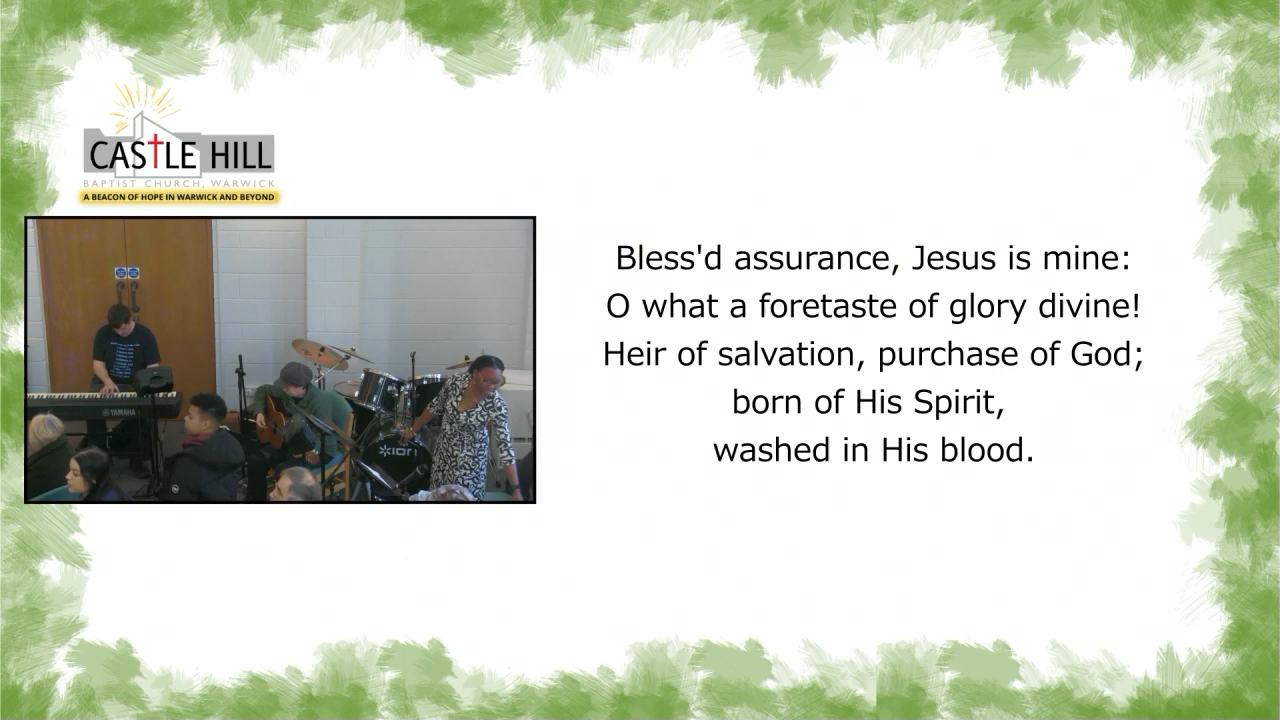 CASTLE HILL
BAPTIST CHURCH, WARWICK
A BEACON OF HOPE IN WARWICK AND BEYOND
Bless'd assurance, Jesus is mine:
O what a foretaste of glory divine!
Heir of salvation, purchase of God;
born of His Spirit,
washed in His blood.
YAMAHA
ion